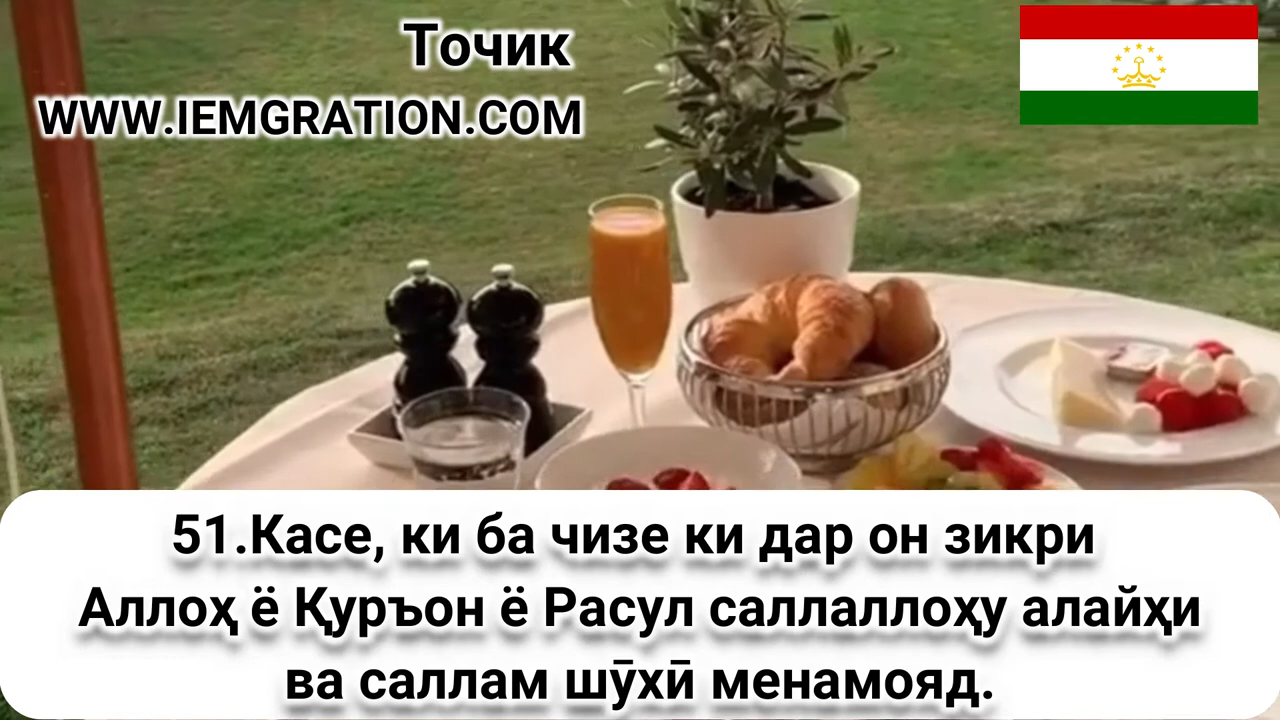 Точик
WWW.IEMGRATION.COM
51.Касе, ки ба чизе ки дар он зикри
Аллоҳ ё Қуръон ё Расул саллаллоҳу алайҳи
ва саллам шӯхӣ менамояд.